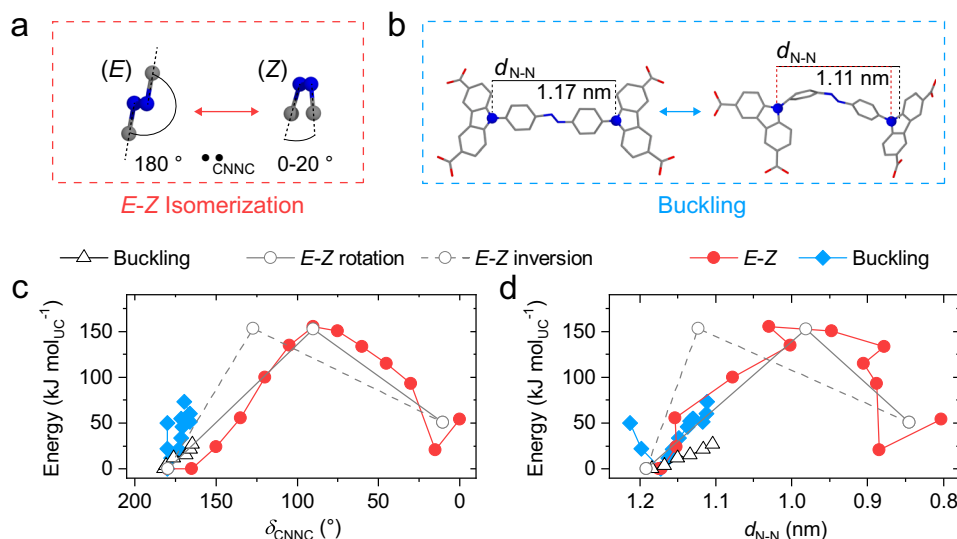 a
(E)
(Z)
180 °
••CNNC
0-20 °
E-Z Isomerization
b
dN-N
1.17 nm
dN-N
1.11 nm
Buckling
Buckling
E-Z rotation
E-Z inversion
E-Z
Buckling
c
Energy (kJ molUC⁻¹)
150
100
50
0
200
150
100
50
0
δCNNC (°)
d
Energy (kJ molUC⁻¹)
150
100
50
0
1.2
1.1
1.0
0.9
0.8
dN-N (nm)